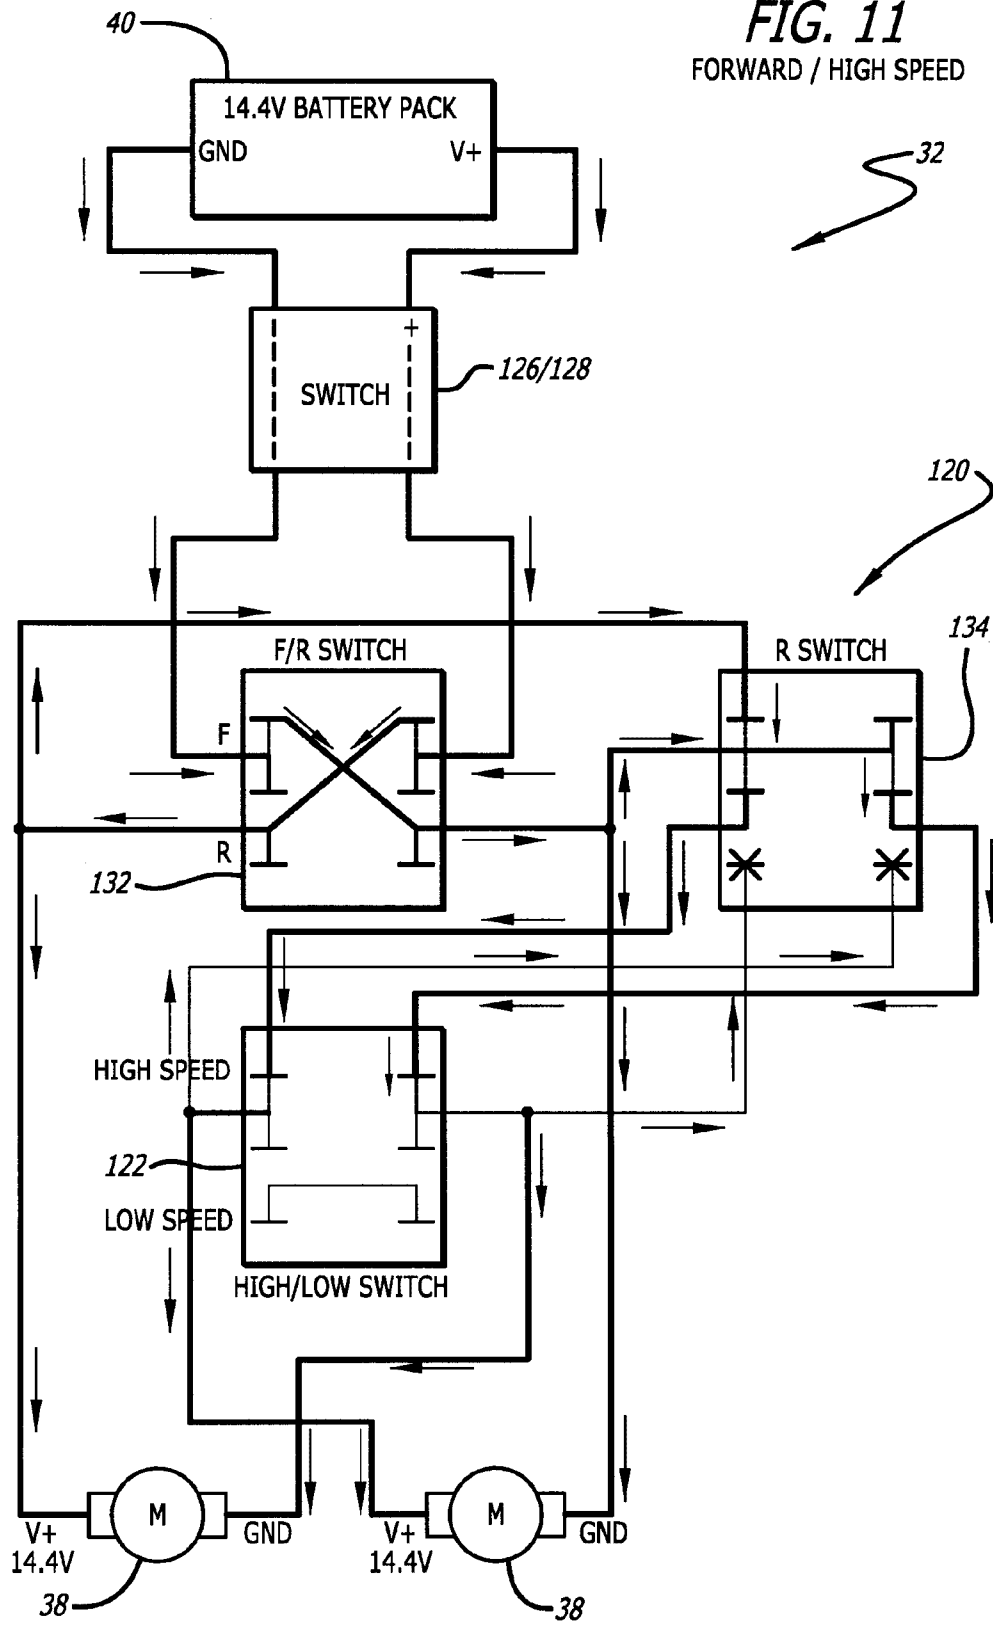 FIG. 11
FORWARD / HIGH SPEED
40
14.4V BATTERY PACK
GND V+
32
+
SWITCH
126/128
120
134
F/R SWITCH
R SWITCH
F
R
132
HIGH SPEED
122
LOW SPEED
HIGH/LOW SWITCH
M M
V+ GND V+ GND
14.4V 14.4V
38 38